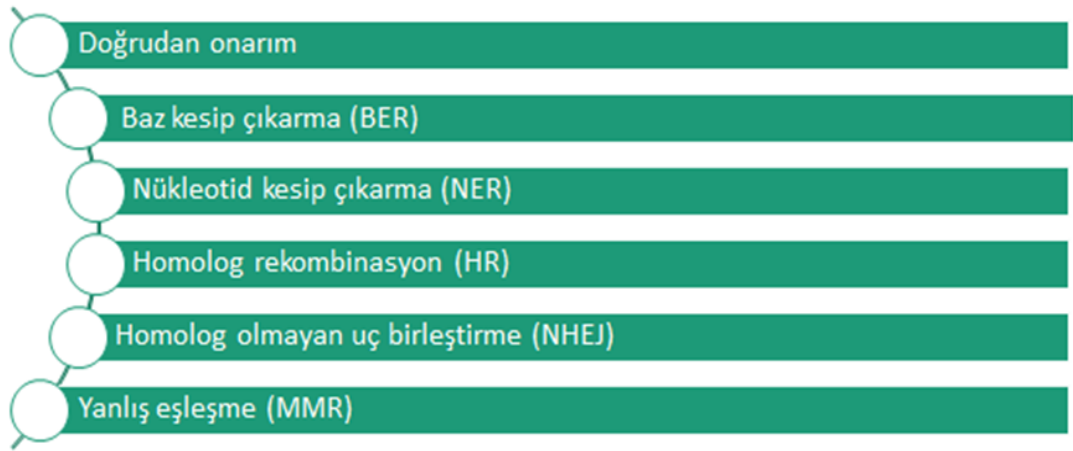 Doğrudan onarım
Baz kesip çıkarma (BER)
Nükleotid kesip çıkarma (NER)
Homolog rekombinasyon (HR)
Homolog olmayan uç birleştirme (NHEJ)
Yanlış eşleşme (MMR)